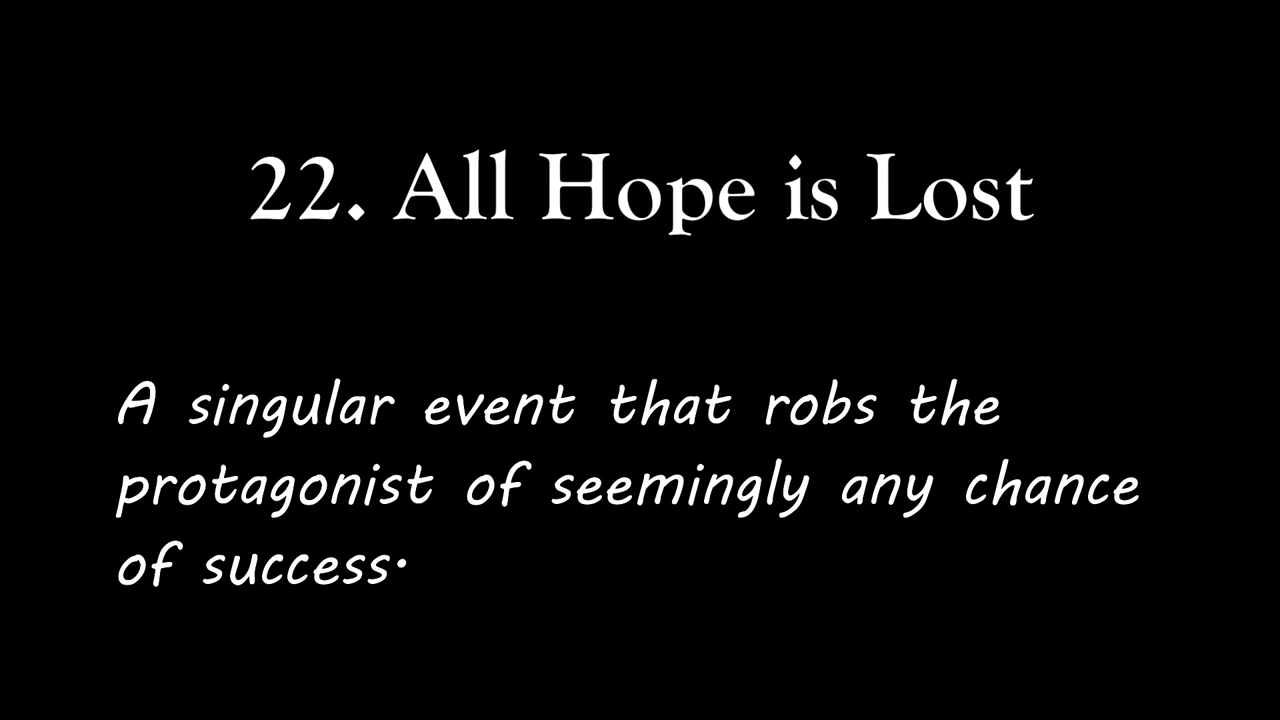 22. All Hope is Lost
A singular event that robs the
protagonist of seemingly any chance
of success.